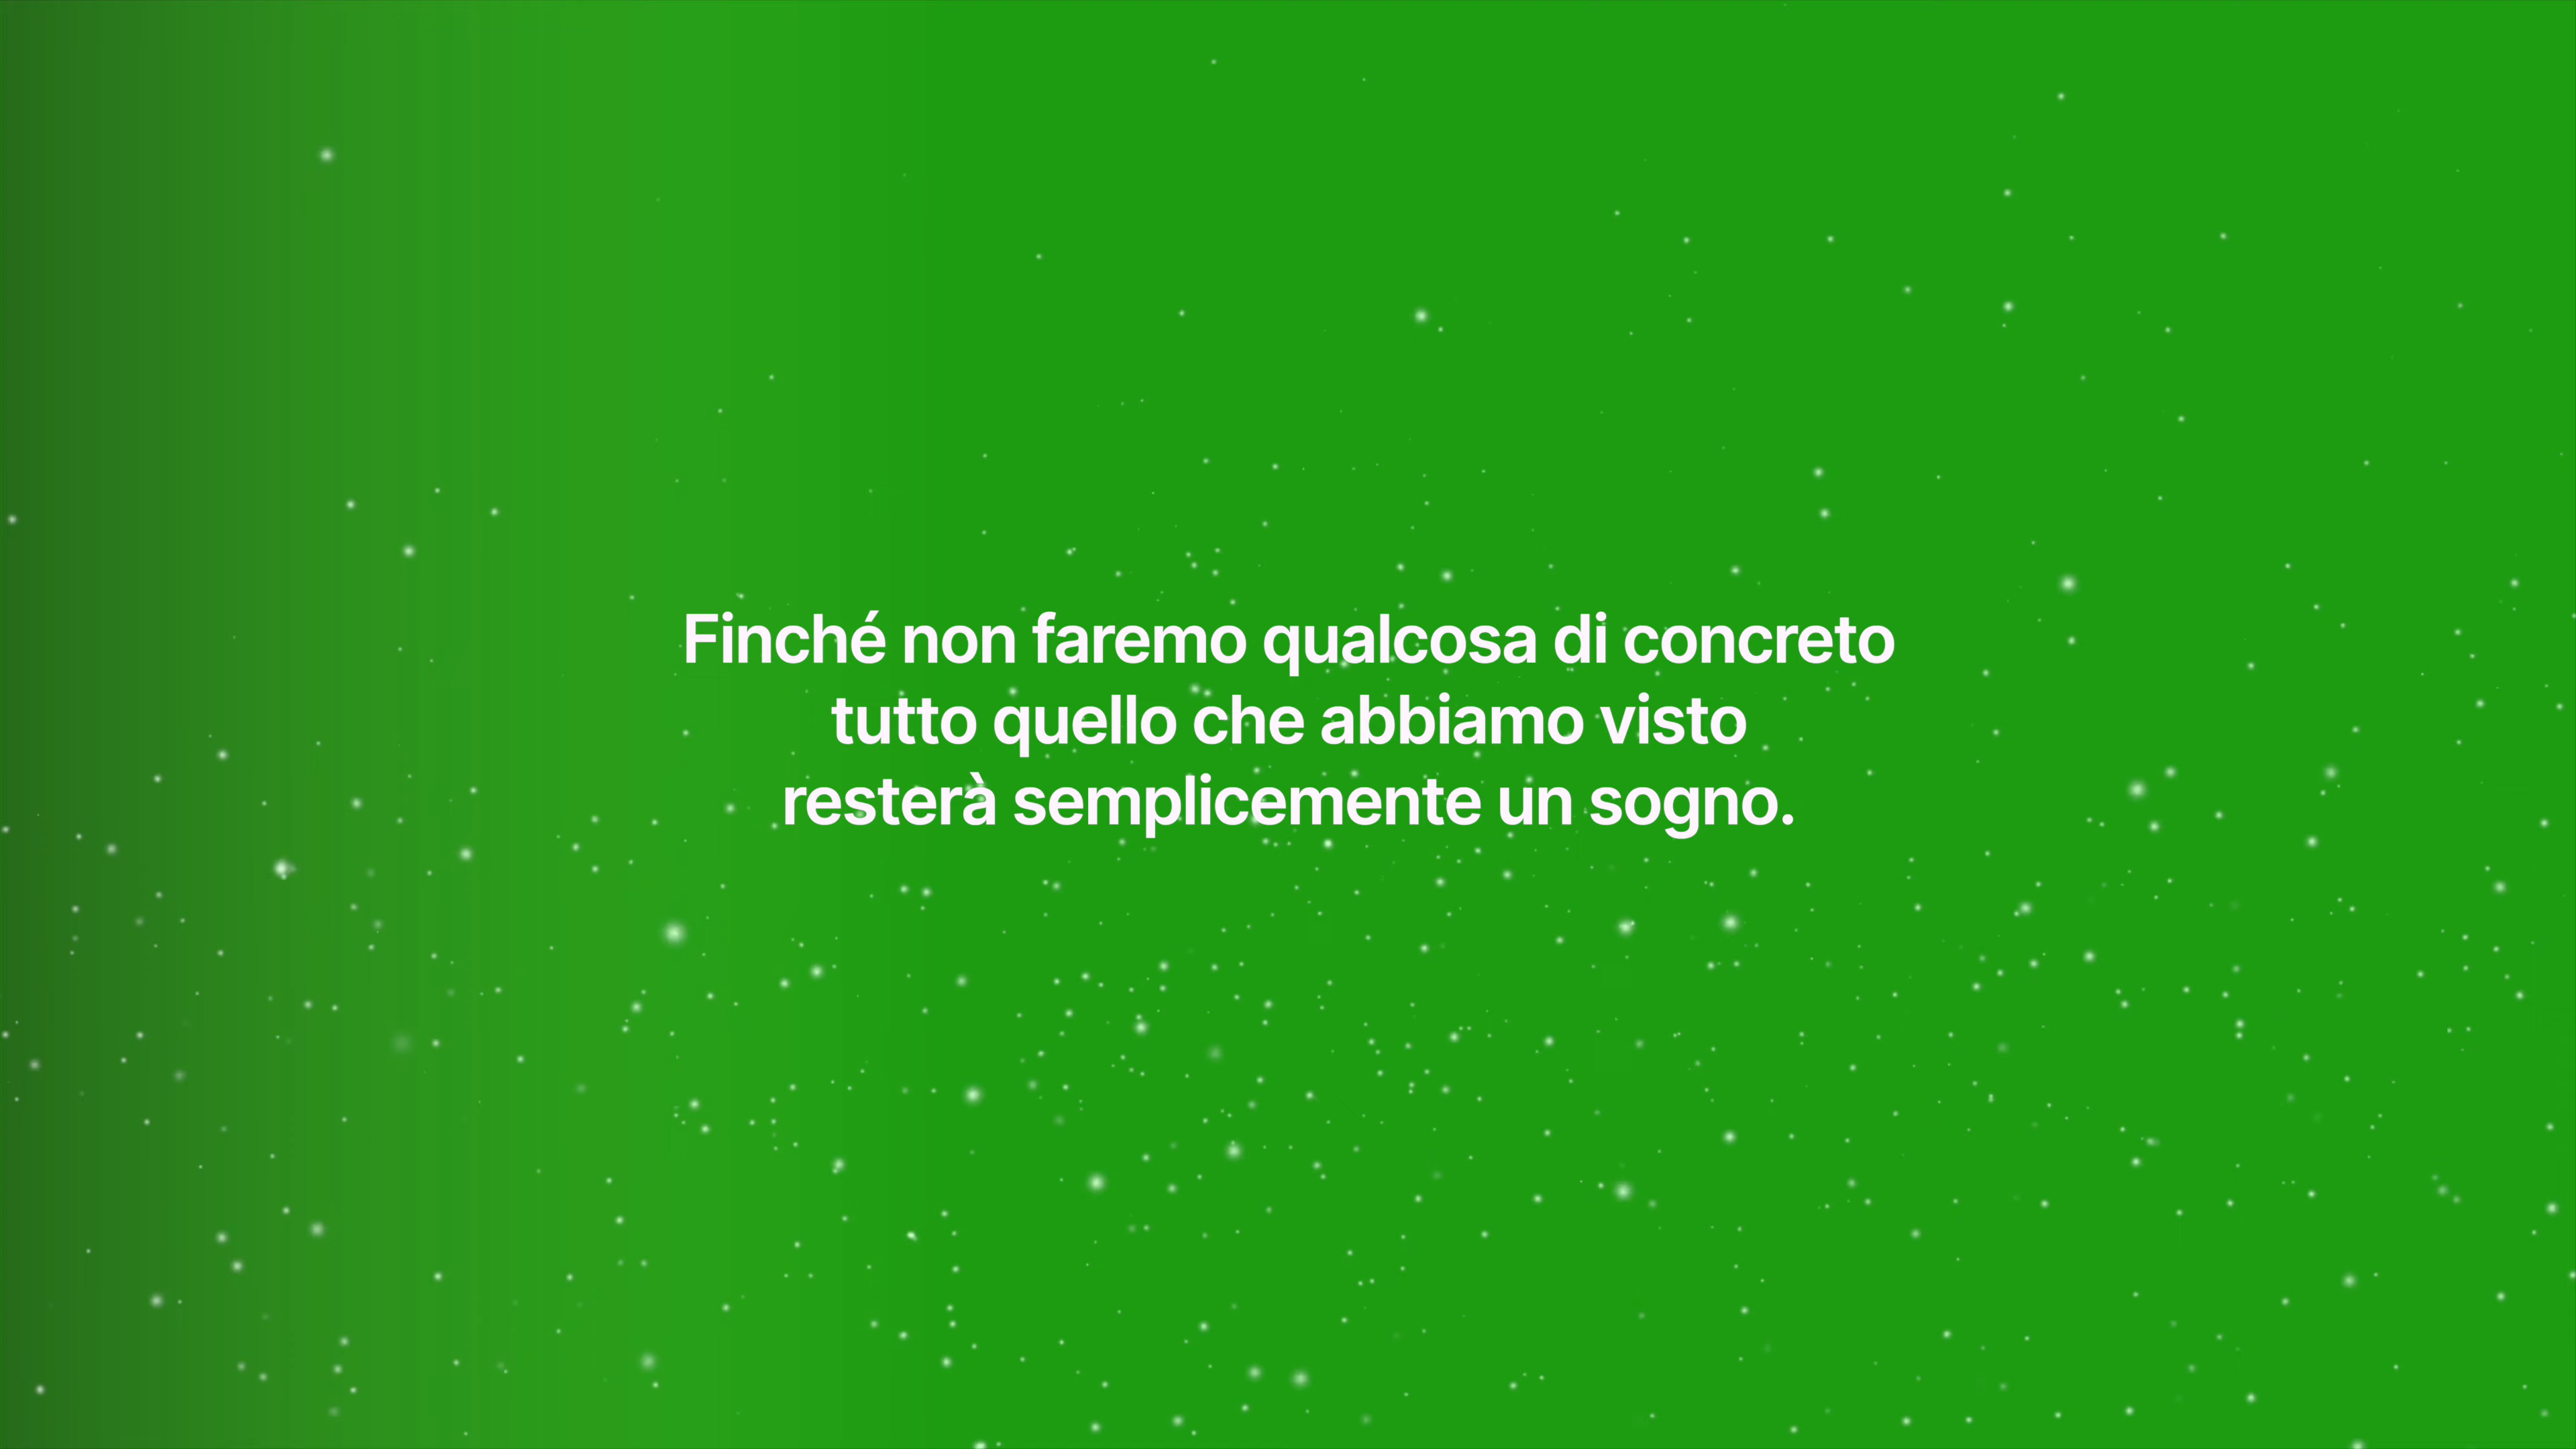 Finché non faremo qualcosa di concreto
tutto quello che abbiamo visto
resterà semplicemente un sogno.